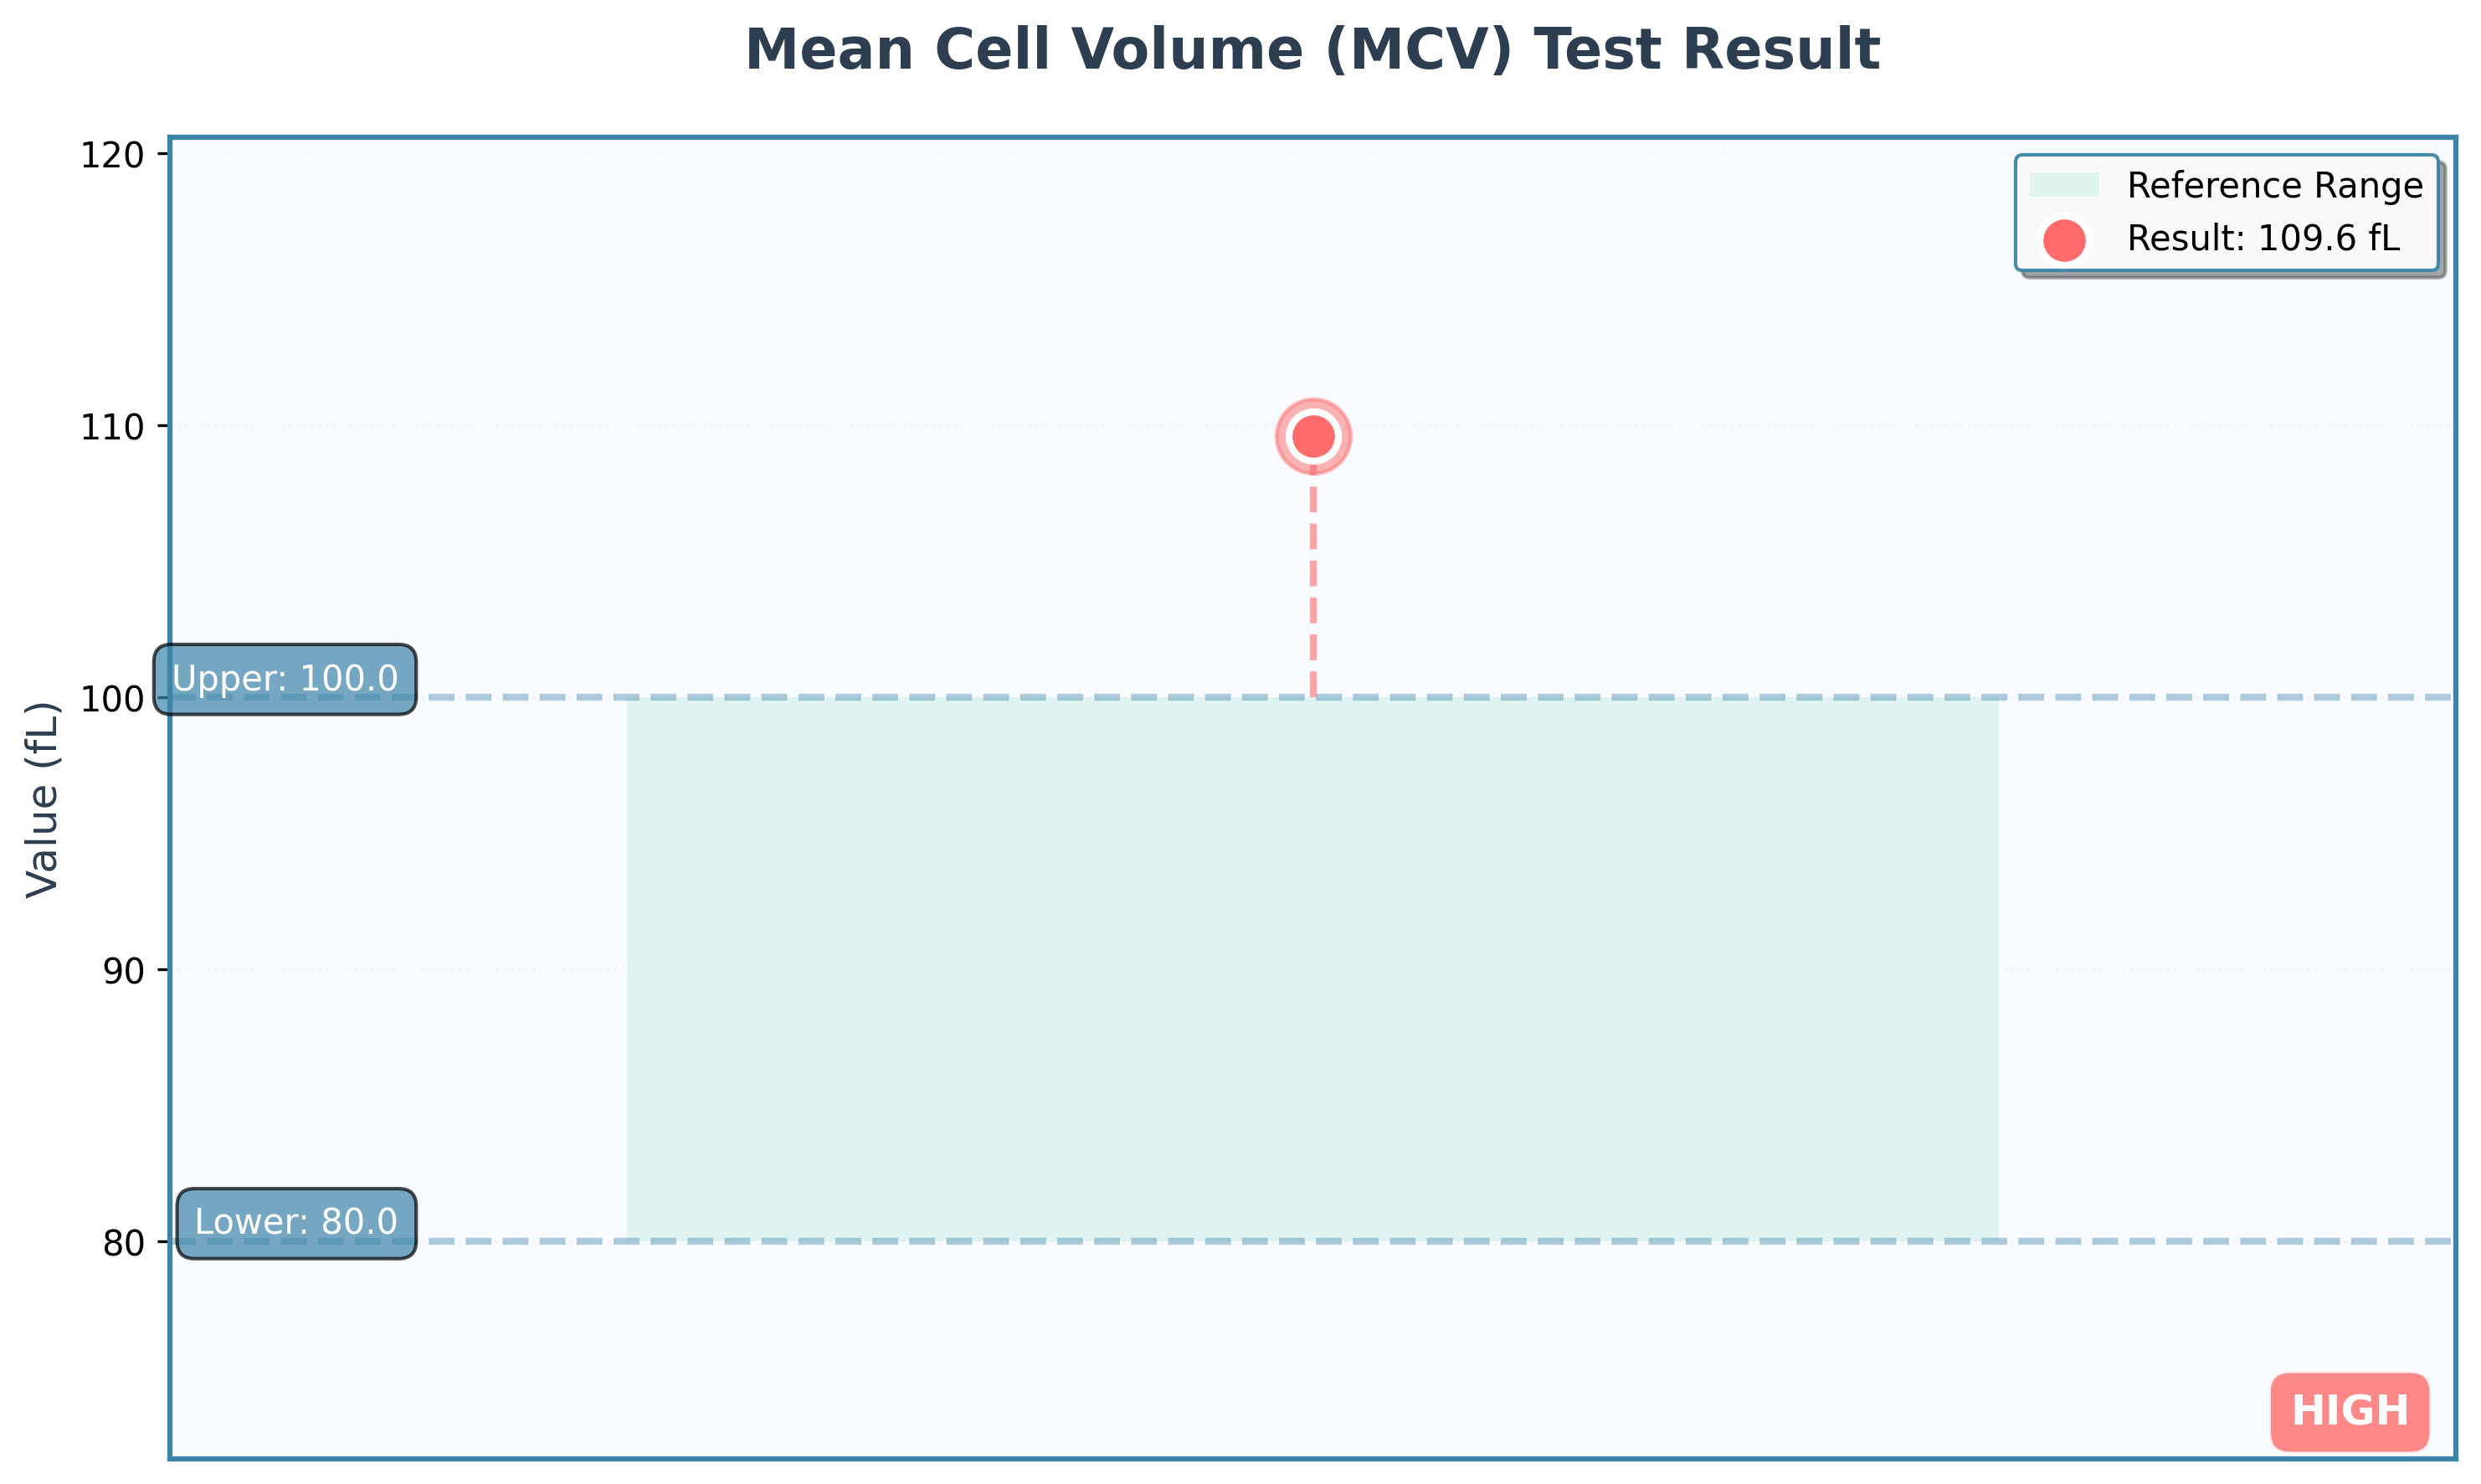 Mean Cell Volume (MCV) Test Result
120
Reference Range
Result: 109.6 fL
110
Upper: 100.0
100
Value (fL)
90
Lower: 80.0
80
HIGH